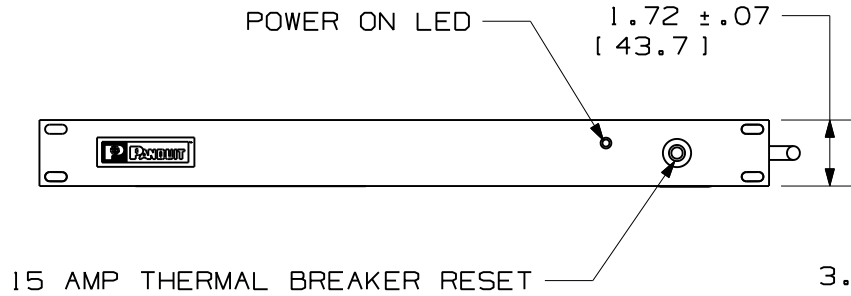 POWER ON LED
1.72 ±.07
[43.7]
P PANDUIT
15 AMP THERMAL BREAKER RESET
3.